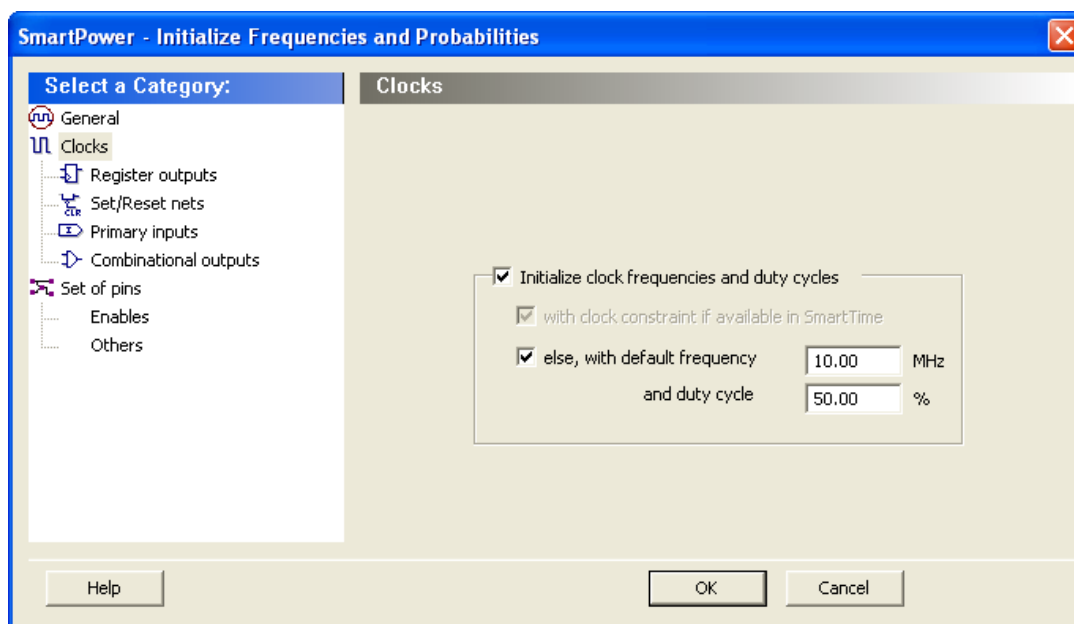 SmartPower - Initialize Frequencies and Probabilities
Select a Category:
General
Clocks
Register outputs
CLR
Set/Reset nets
Primary inputs
Combinational outputs
Set of pins
Enables
Others
Clocks
Initialize clock frequencies and duty cycles
with clock constraint if available in SmartTime
else, with default frequency 10.00 MHz
and duty cycle 50.00 %
Help
OK
Cancel